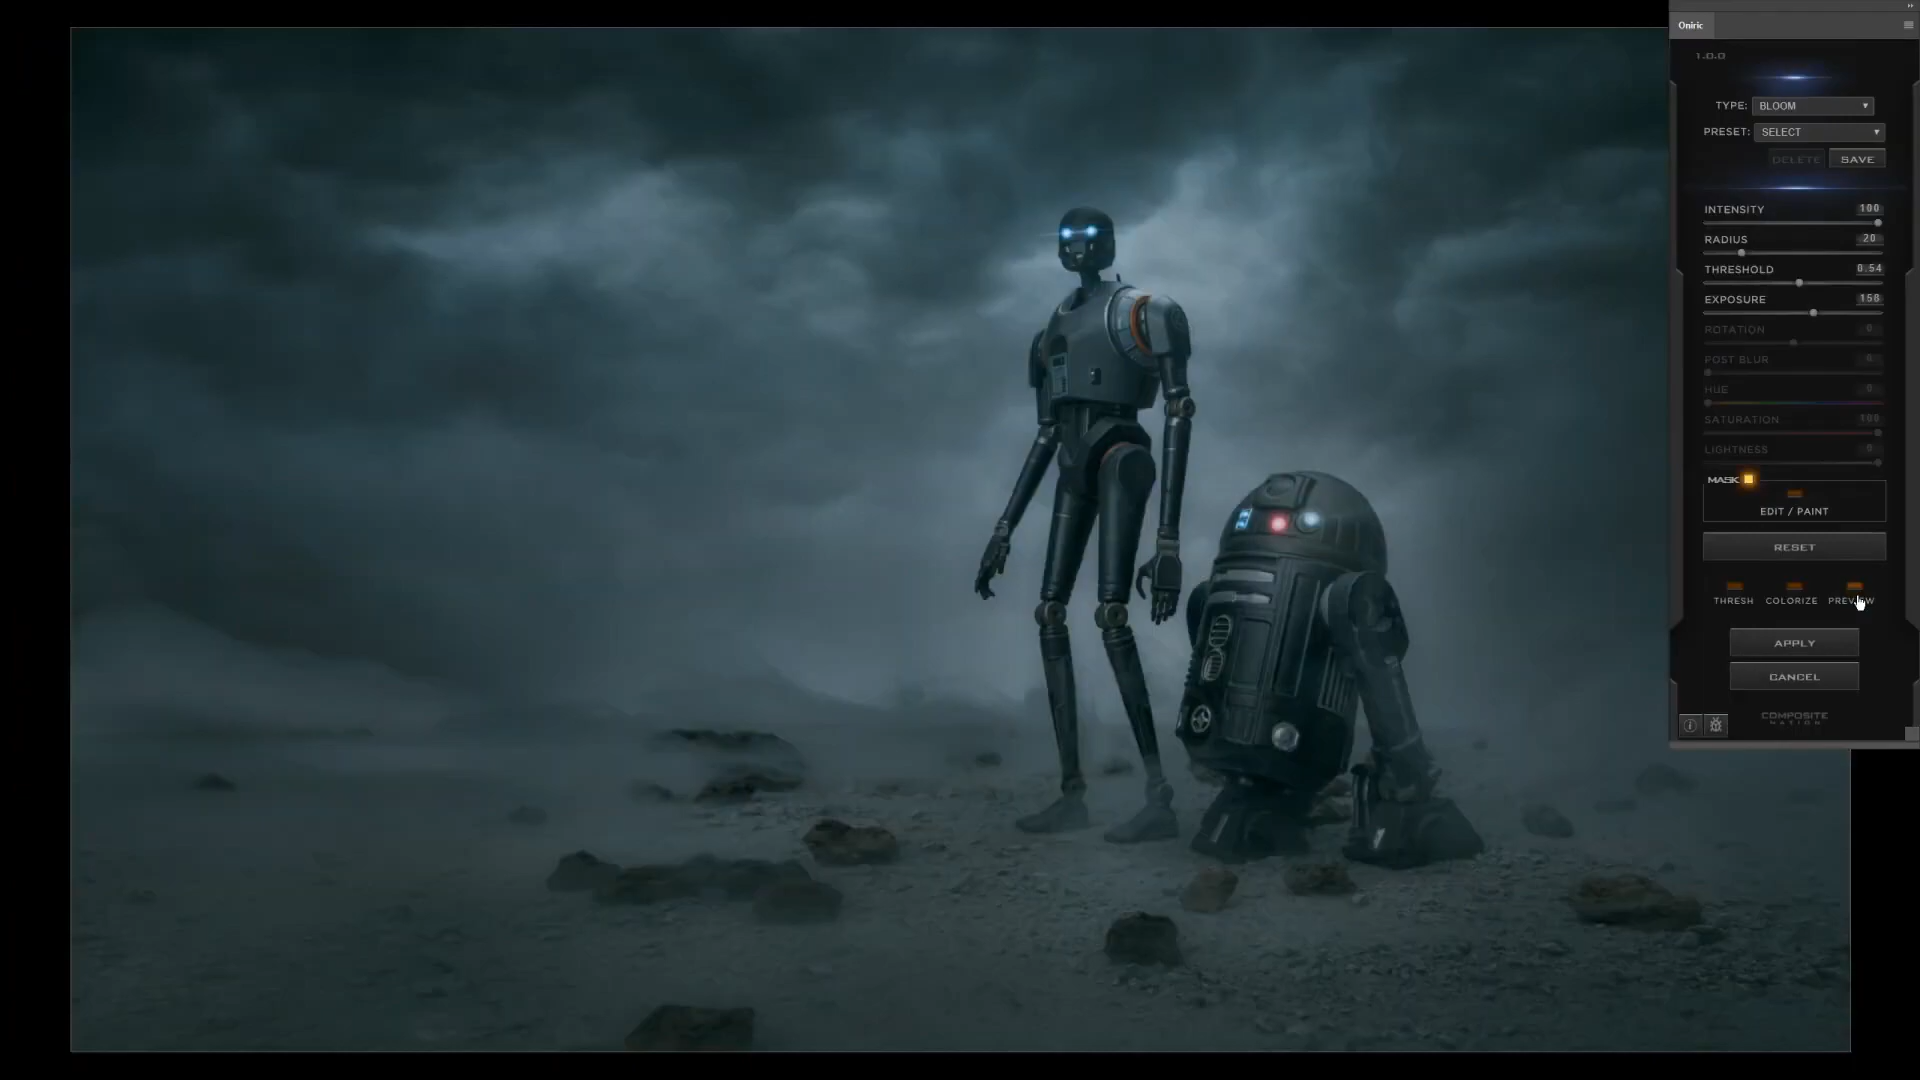 Oniric
1.0.0
TYPE: BLOOM
PRESET: SELECT
DELETE SAVE
INTENSITY 100
RADIUS 20
THRESHOLD 0.54
EXPOSURE 150
ROTATION 0
POST BLUR 0
HUE 0
SATURATION 100
LIGHTNESS 0
MASK
EDIT / PAINT
RESET
THRESH COLORIZE PREVIEW
APPLY
CANCEL
COMPOSITE
NATION